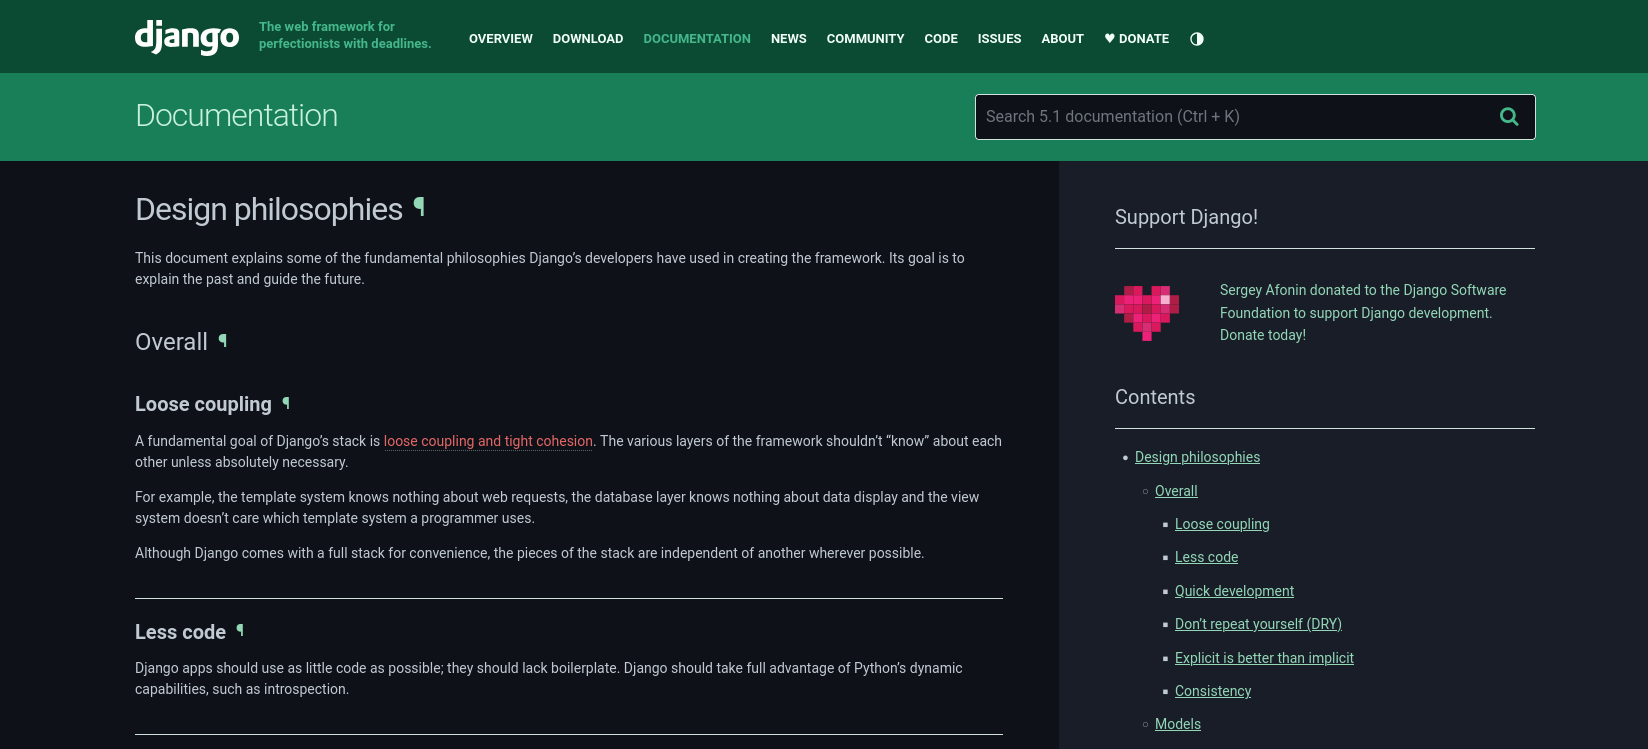 django
The web framework for
perfectionists with deadlines.
OVERVIEW DOWNLOAD DOCUMENTATION NEWS COMMUNITY CODE ISSUES ABOUT ♥ DONATE
Documentation
Search 5.1 documentation (Ctrl + K)
Design philosophies ¶
This document explains some of the fundamental philosophies Django’s developers have used in creating the framework. Its goal is to
explain the past and guide the future.
Overall ¶
Loose coupling ¶
A fundamental goal of Django’s stack is loose coupling and tight cohesion. The various layers of the framework shouldn’t “know” about each
other unless absolutely necessary.
For example, the template system knows nothing about web requests, the database layer knows nothing about data display and the view
system doesn’t care which template system a programmer uses.
Although Django comes with a full stack for convenience, the pieces of the stack are independent of another wherever possible.
Less code ¶
Django apps should use as little code as possible; they should lack boilerplate. Django should take full advantage of Python’s dynamic
capabilities, such as introspection.
Support Django!
Sergey Afonin donated to the Django Software
Foundation to support Django development.
Donate today!
Contents
Design philosophies
Overall
Loose coupling
Less code
Quick development
Don’t repeat yourself (DRY)
Explicit is better than implicit
Consistency
Models